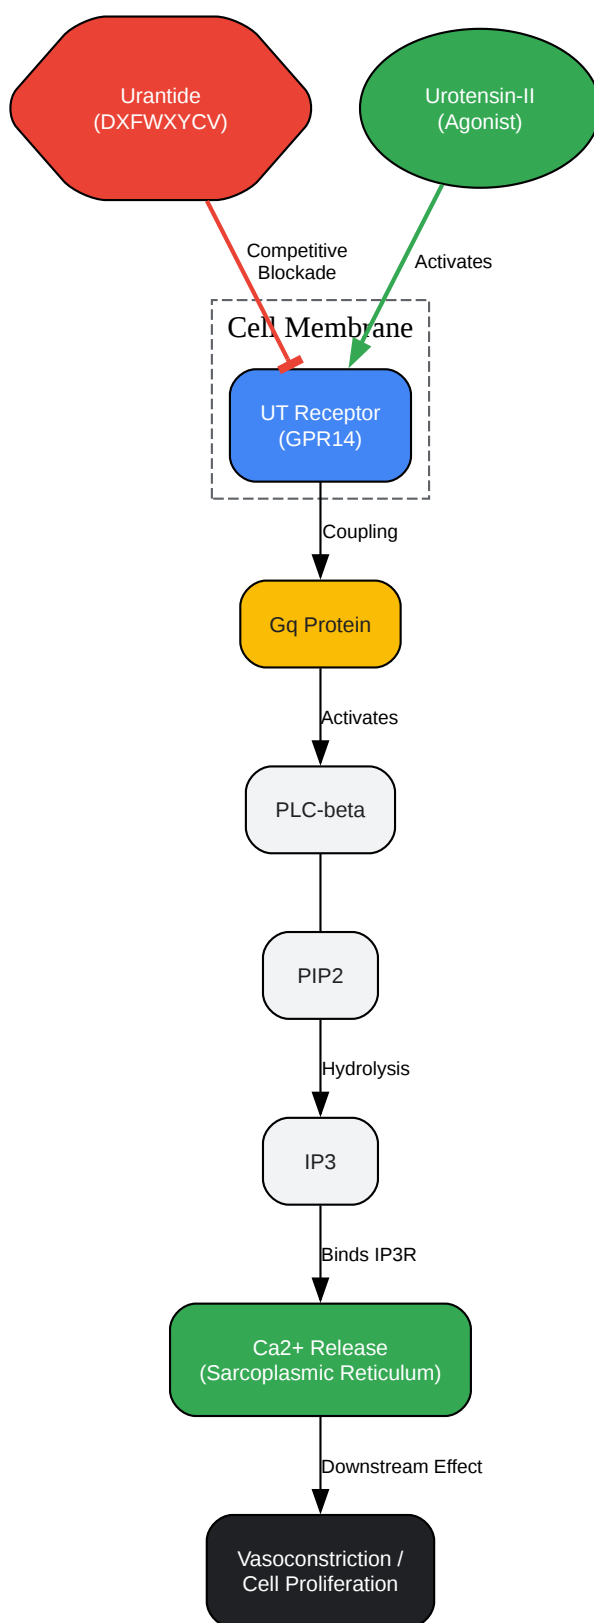 Urantide
(DXFWXYCV)
Urotensin-II
(Agonist)
Competitive
Blockade
Activates
Cell Membrane
UT Receptor
(GPR14)
Coupling
Gq Protein
Activates
PLC-beta
PIP2
Hydrolysis
IP3
Binds IP3R
Ca2+ Release
(Sarcoplasmic Reticulum)
Downstream Effect
Vasoconstriction /
Cell Proliferation